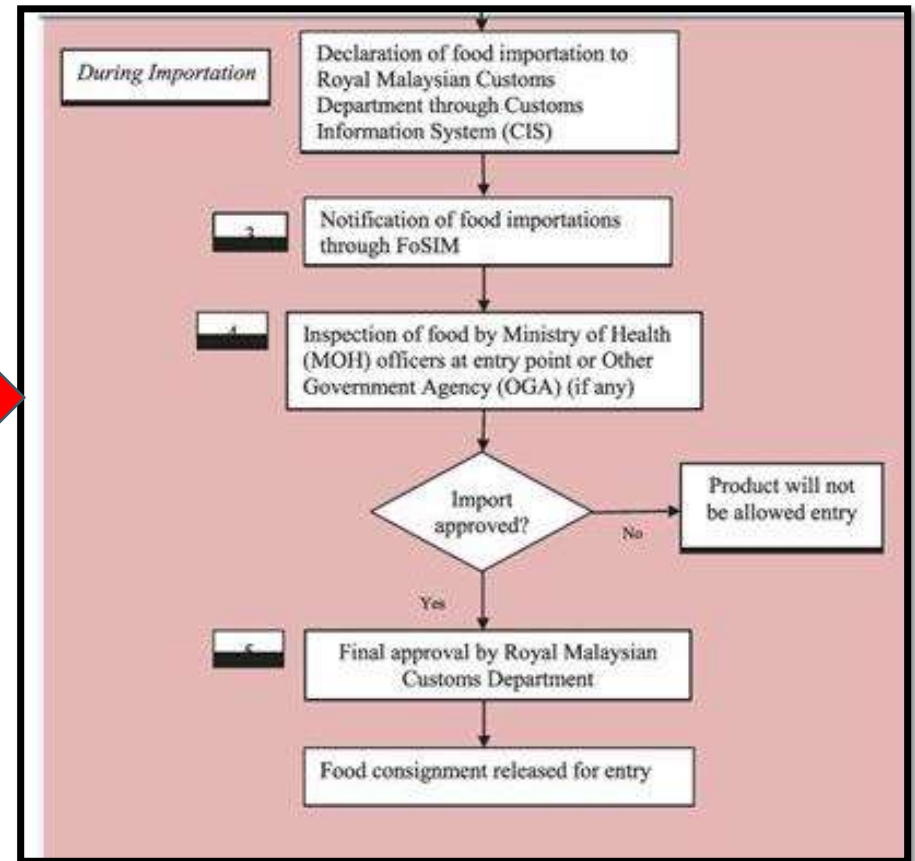 During Importation
Declaration of food importation to
Royal Malaysian Customs
Department through Customs
Information System (CIS)
Notification of food importations
through FoSIM
Inspection of food by Ministry of Health
(MOH) officers at entry point or Other
Government Agency (OGA) (if any)
Import
approved?
No
Product will not
be allowed entry
Yes
Final approval by Royal Malaysian
Customs Department
Food consignment released for entry